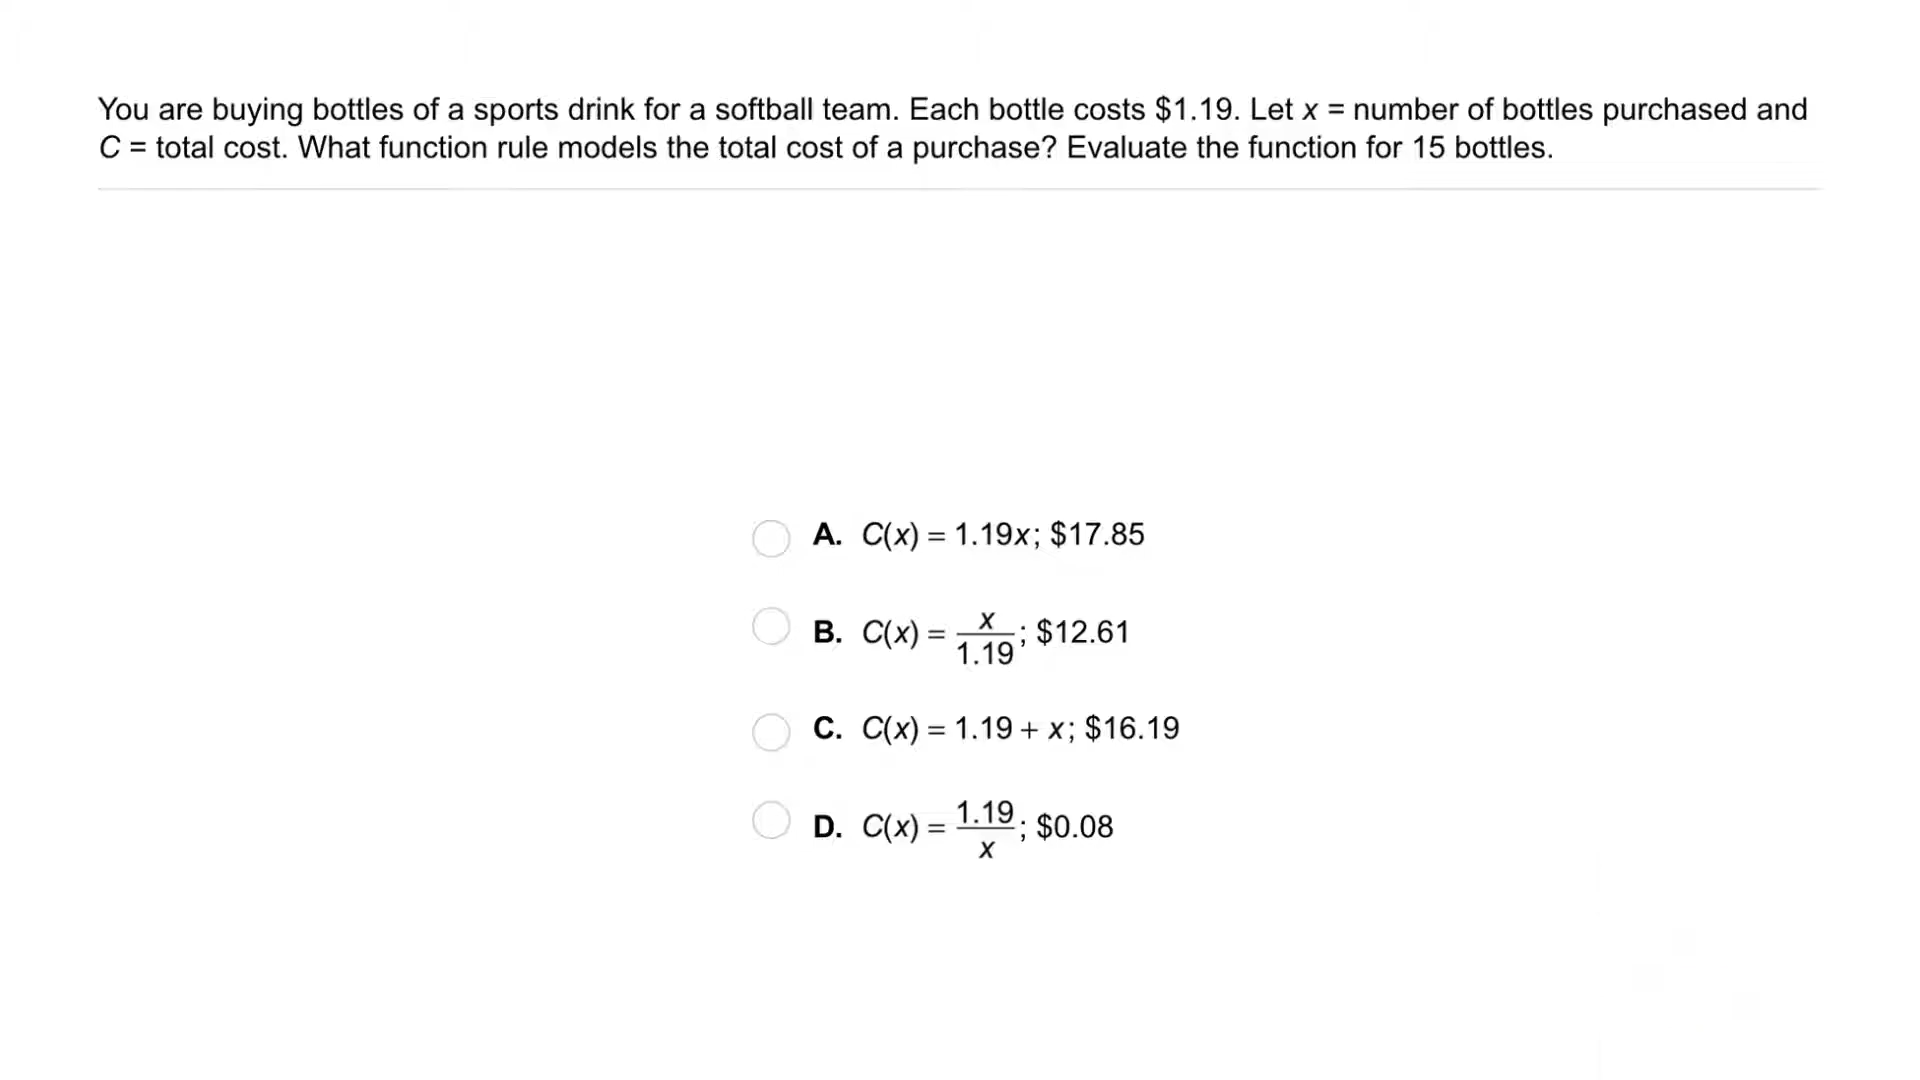 You are buying bottles of a sports drink for a softball team. Each bottle costs $1.19. Let x = number of bottles purchased and
C = total cost. What function rule models the total cost of a purchase? Evaluate the function for 15 bottles.
A. C(x) = 1.19x; $17.85
B. C(x) = x/1.19; $12.61
C. C(x) = 1.19 + x; $16.19
D. C(x) = 1.19/x; $0.08